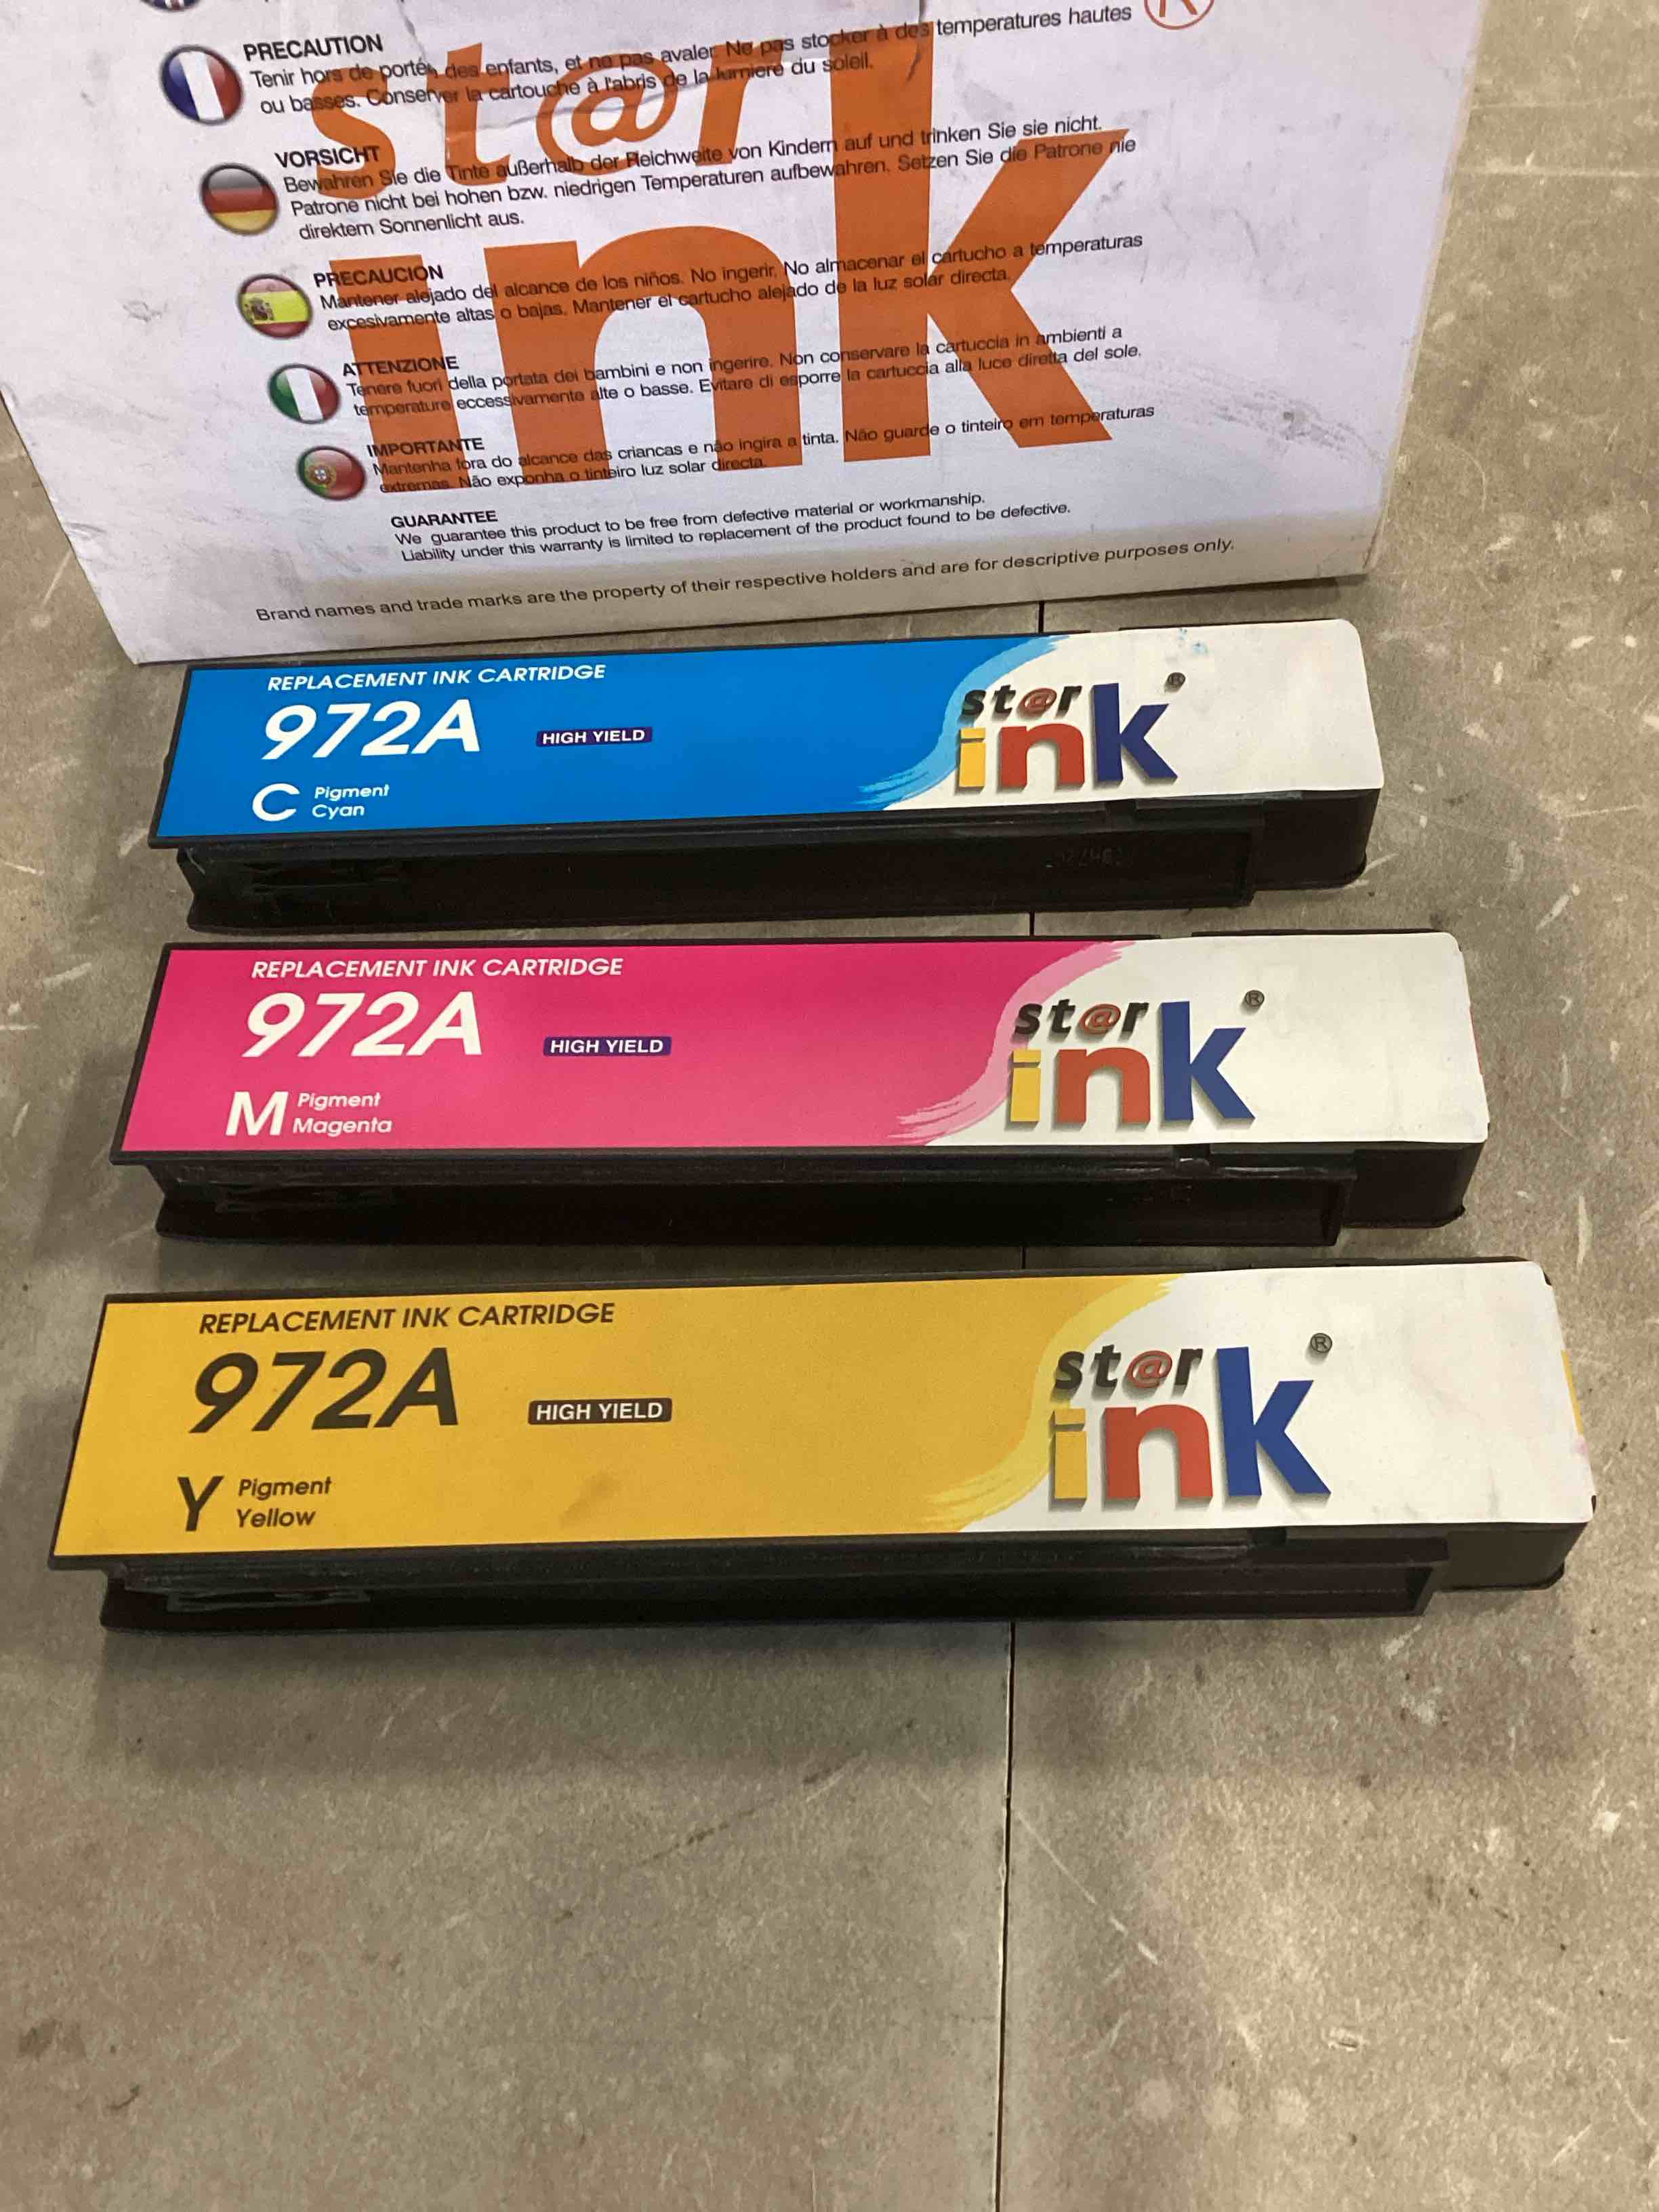 PRECAUTION
Tenir hors de portée des enfants, et ne pas avaler. Ne pas stocker à des temperatures hautes
ou basses. Conserver la cartouche à l'abris de la lumiere du soleil.
VORSICHT
Bewahren Sie die Tinte außerhalb der Reichweite von Kindern auf und trinken Sie sie nicht.
Patrone nicht bei hohen bzw. niedrigen Temperaturen aufbewahren. Setzen Sie die Patrone nie
direktem Sonnenlicht aus.
PRECAUCION
Mantener alejado del alcance de los niños. No ingerir. No almacenar el cartucho a temperaturas
excesivamente altas o bajas. Mantener el cartucho alejado de la luz solar directa.
ATTENZIONE
Tenere fuori della portata dei bambini e non ingerire. Non conservare la cartuccia in ambienti a
temperature eccessivamente alte o basse. Evitare di esporre la cartuccia alla luce diretta del sole.
IMPORTANTE
Mantenha fora do alcance das criancas e não ingira a tinta. Não guarde o tinteiro em temperaturas
extremas. Não exponha o tinteiro luz solar directa.
st@r
ink
®
GUARANTEE
We guarantee this product to be free from defective material or workmanship.
Liability under this warranty is limited to replacement of the product found to be defective.
Brand names and trade marks are the property of their respective holders and are for descriptive purposes only.
REPLACEMENT INK CARTRIDGE
972A
HIGH YIELD
C Pigment
Cyan
st@r
ink®
REPLACEMENT INK CARTRIDGE
972A
HIGH YIELD
M Pigment
Magenta
st@r
ink®
REPLACEMENT INK CARTRIDGE
972A
HIGH YIELD
Y Pigment
Yellow
st@r
ink®